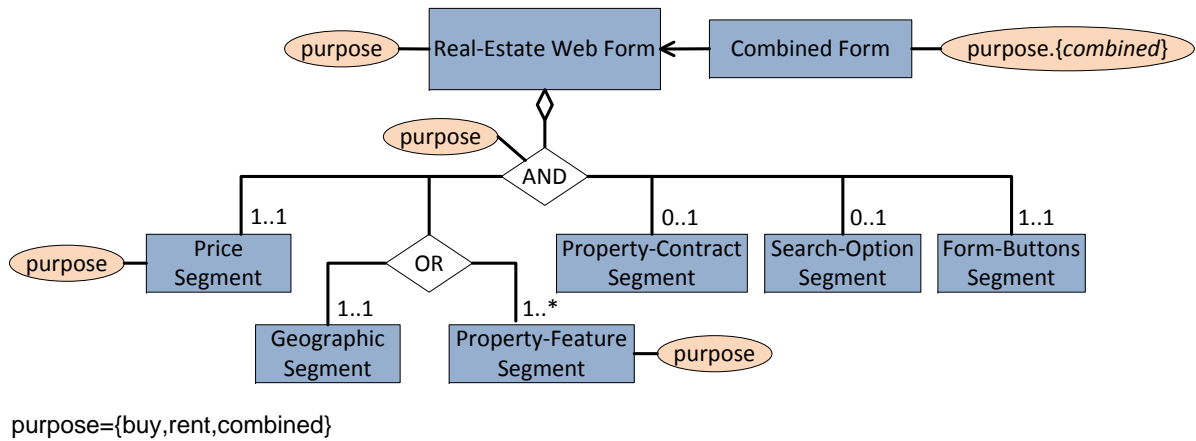 purpose
Real-Estate Web Form
Combined Form
purpose.{combined}
purpose
AND
1..1
0..1
0..1
1..1
purpose
Price
Segment
OR
Property-Contract
Segment
Search-Option
Segment
Form-Buttons
Segment
1..1
1..*
Geographic
Segment
Property-Feature
Segment
purpose
purpose={buy,rent,combined}